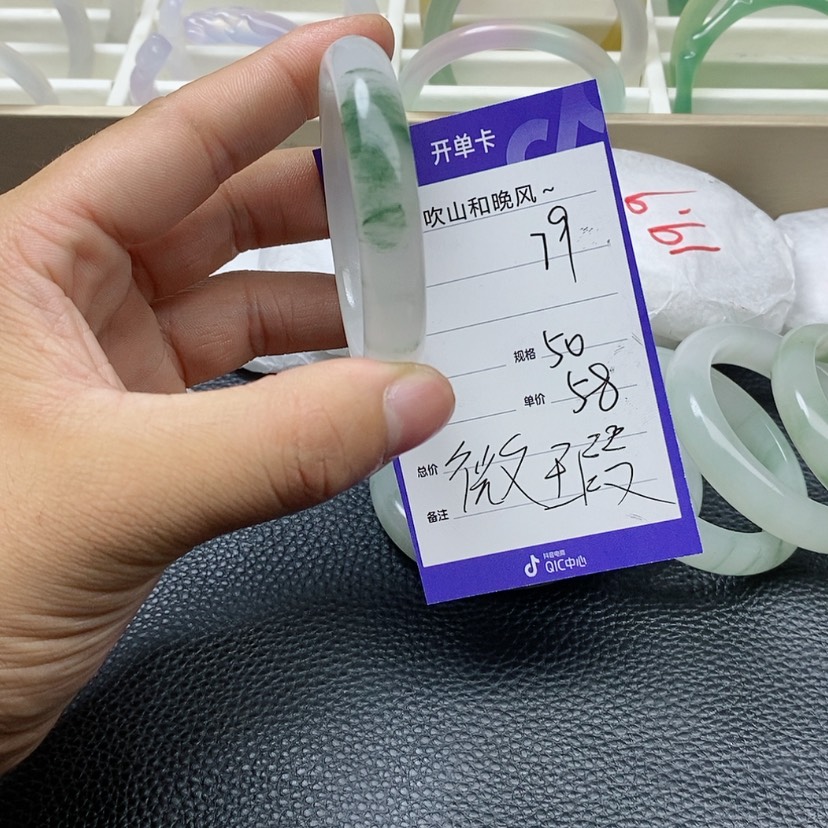 开单卡
吹山和晚风~
79
规格 50
单价 58
总价
微瑕
备注
抖音电商
QIC中心
19.9